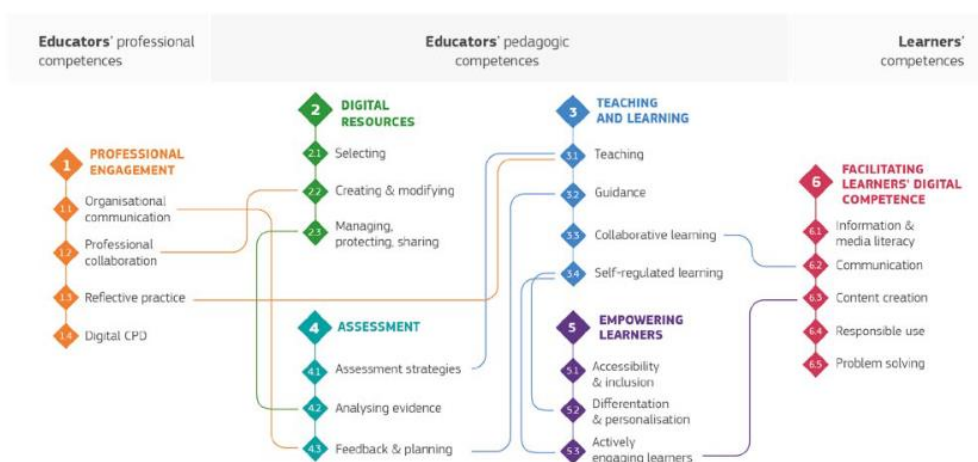 Educators' professional
competences
Educators' pedagogic
competences
Learners'
competences
1
PROFESSIONAL
ENGAGEMENT
1.1
Organisational
communication
1.2
Professional
collaboration
1.3
Reflective practice
1.4
Digital CPD
2
DIGITAL
RESOURCES
2.1
Selecting
2.2
Creating & modifying
2.3
Managing,
protecting, sharing
3
TEACHING
AND LEARNING
3.1
Teaching
3.2
Guidance
3.3
Collaborative learning
3.4
Self-regulated learning
4
ASSESSMENT
4.1
Assessment strategies
4.2
Analysing evidence
4.3
Feedback & planning
5
EMPOWERING
LEARNERS
5.1
Accessibility
& inclusion
5.2
Differentation
& personalisation
5.3
Actively
engaging learners
6
FACILITATING
LEARNERS' DIGITAL
COMPETENCE
6.1
Information &
media literacy
6.2
Communication
6.3
Content creation
6.4
Responsible use
6.5
Problem solving